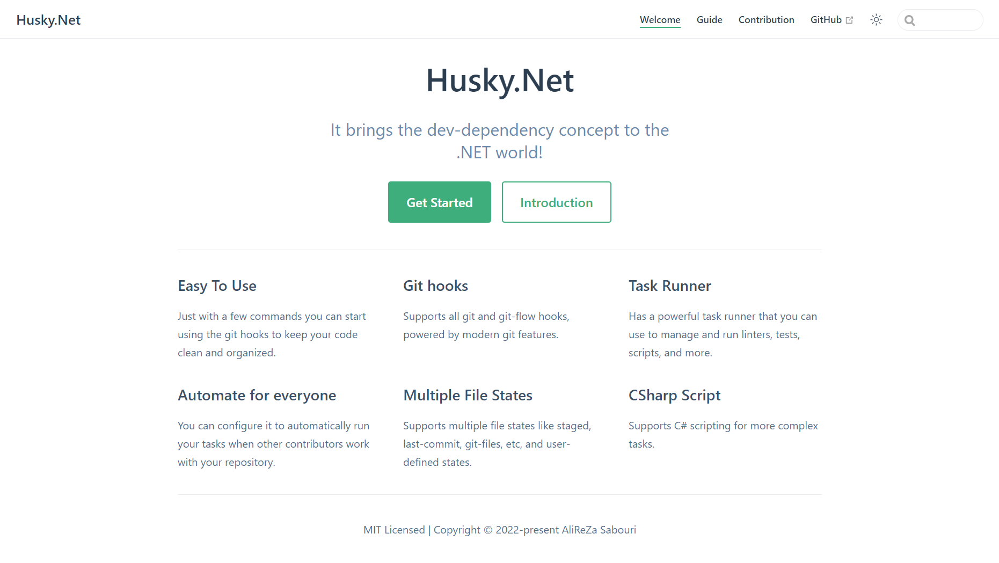 Husky.Net
Welcome
Guide
Contribution
GitHub
Husky.Net
It brings the dev-dependency concept to the
.NET world!
Get Started
Introduction
Easy To Use
Just with a few commands you can start
using the git hooks to keep your code
clean and organized.
Git hooks
Supports all git and git-flow hooks,
powered by modern git features.
Task Runner
Has a powerful task runner that you can
use to manage and run linters, tests,
scripts, and more.
Automate for everyone
You can configure it to automatically run
your tasks when other contributors work
with your repository.
Multiple File States
Supports multiple file states like staged,
last-commit, git-files, etc, and user-
defined states.
CSharp Script
Supports C# scripting for more complex
tasks.
MIT Licensed | Copyright © 2022-present AliReZa Sabouri